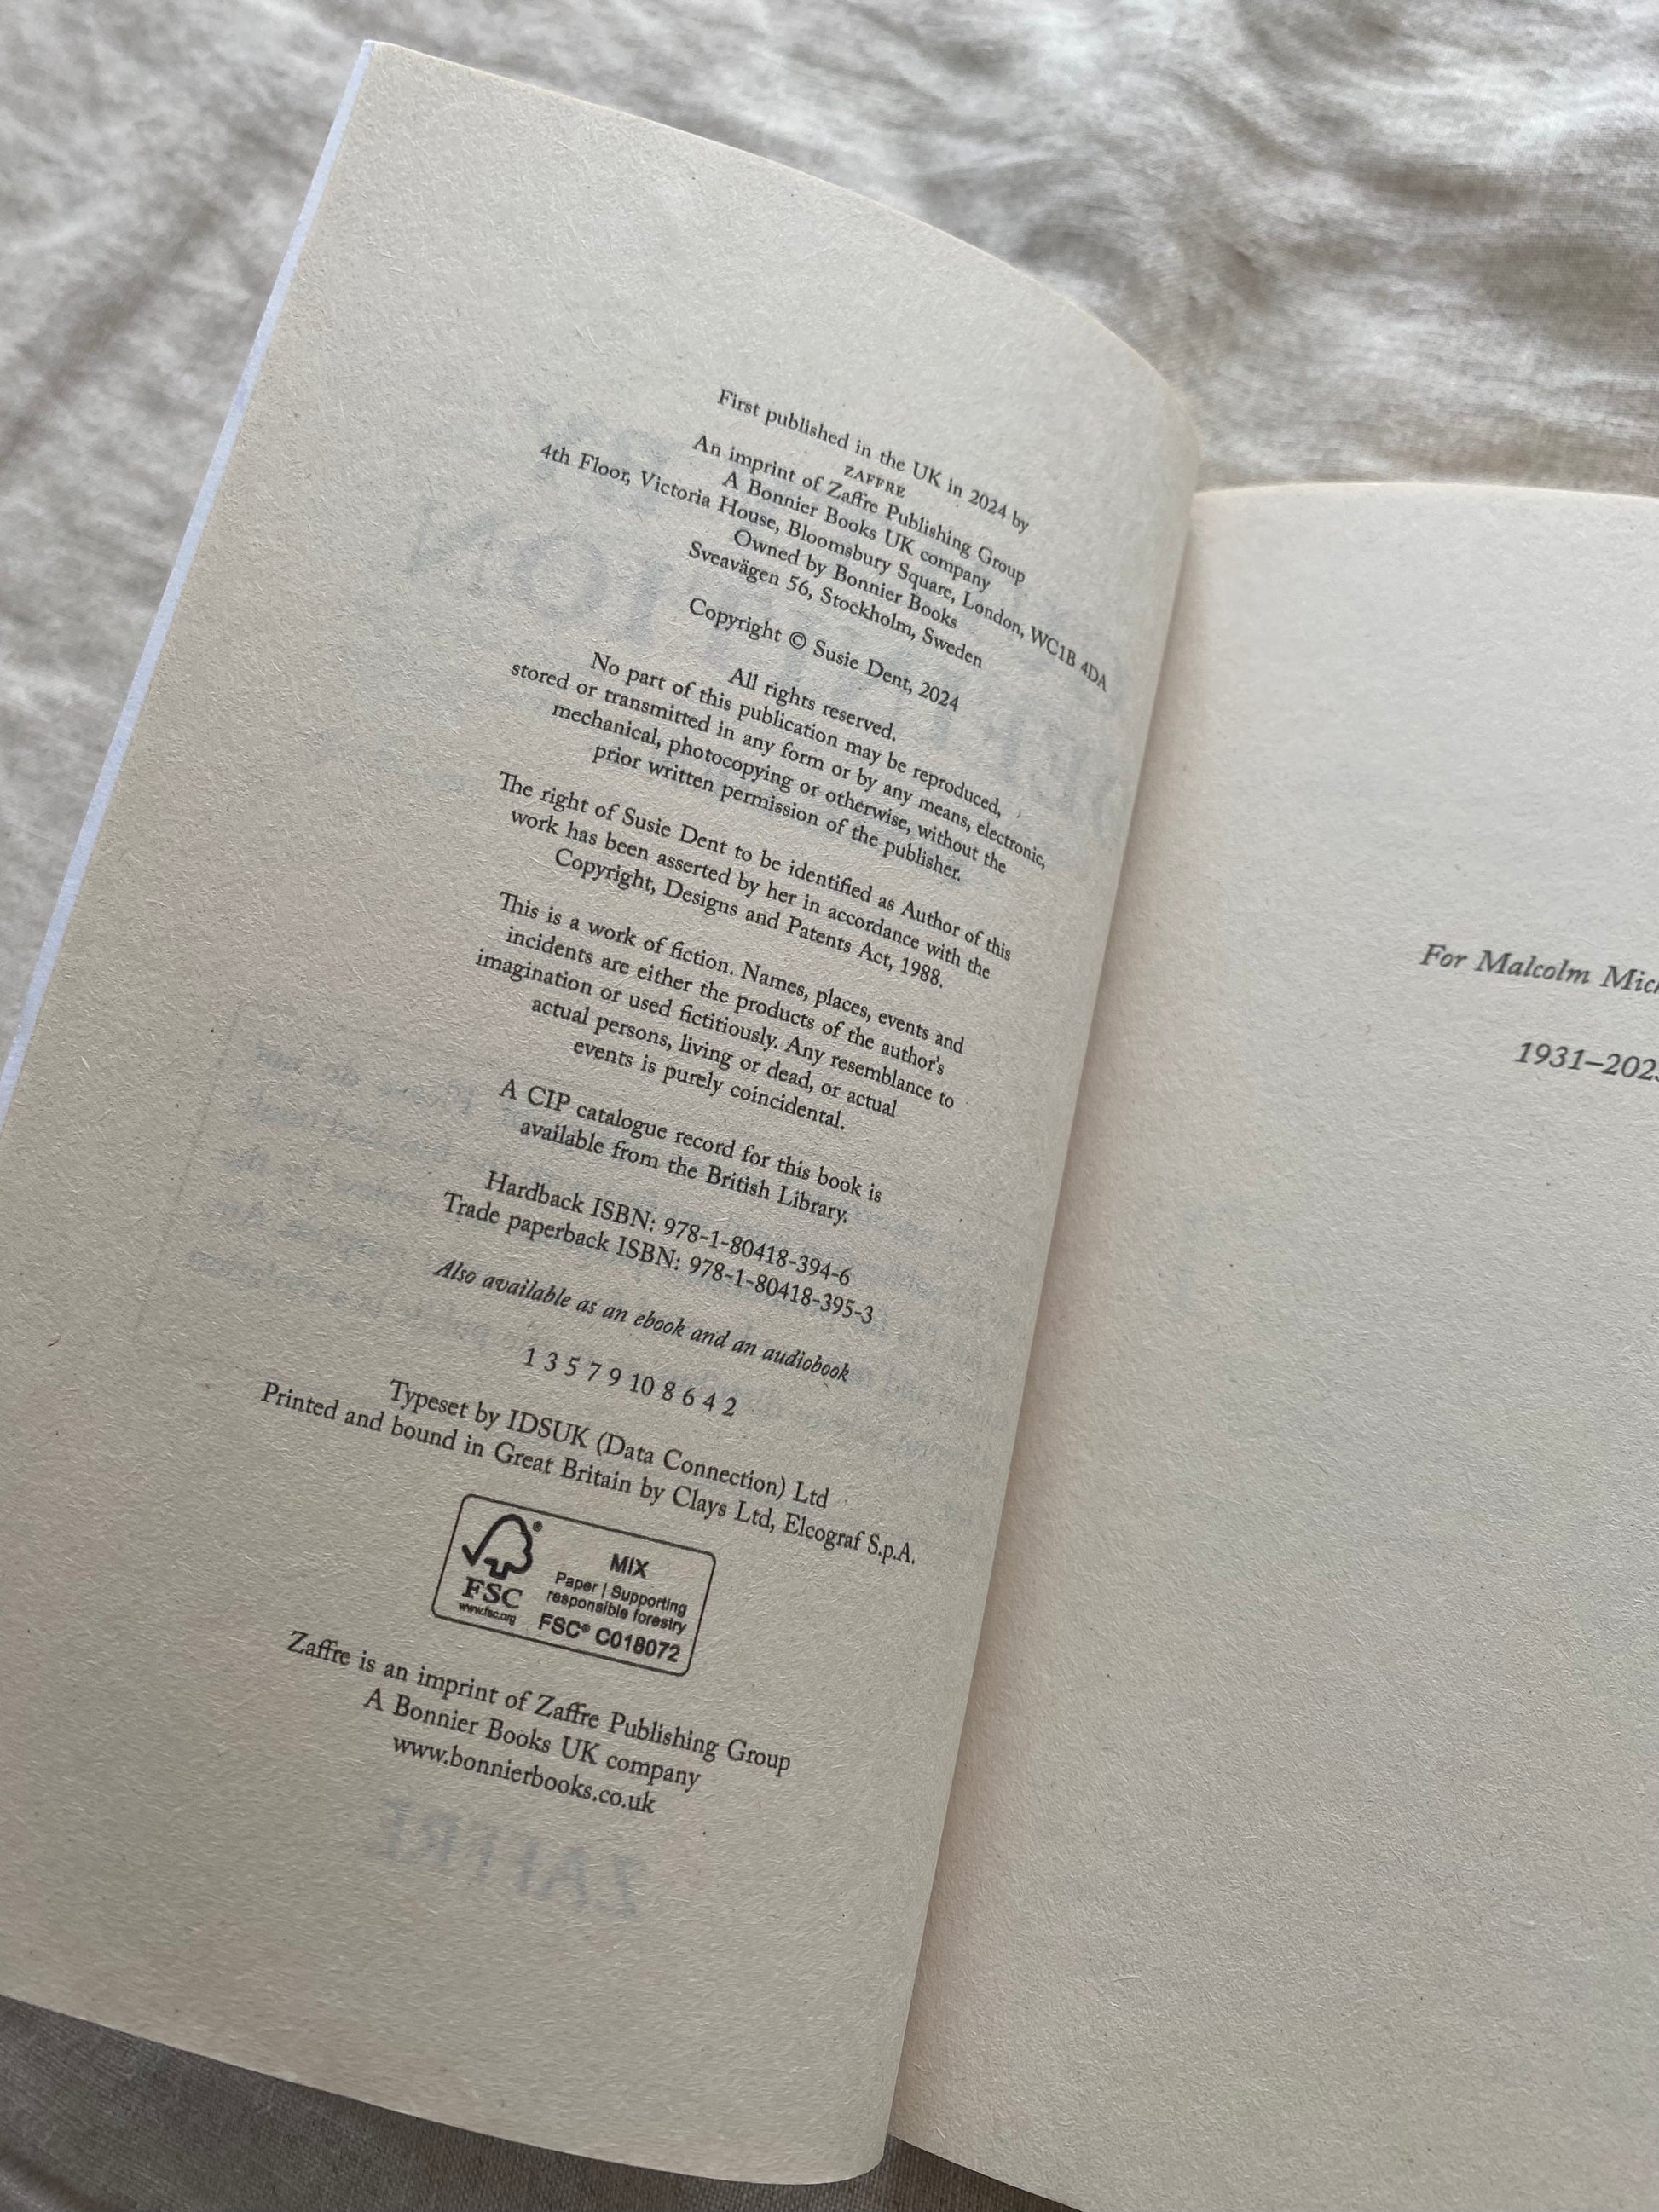 First published in the UK in 2024 by
ZAFFRE
An imprint of Zaffre Publishing Group
A Bonnier Books UK company
4th Floor, Victoria House, Bloomsbury Square, London, WC1B 4DA
Owned by Bonnier Books
Sveavägen 56, Stockholm, Sweden
Copyright © Susie Dent, 2024
All rights reserved.
No part of this publication may be reproduced,
stored or transmitted in any form or by any means, electronic,
mechanical, photocopying or otherwise, without the
prior written permission of the publisher.
The right of Susie Dent to be identified as Author of this
work has been asserted by her in accordance with the
Copyright, Designs and Patents Act, 1988.
This is a work of fiction. Names, places, events and
incidents are either the products of the author's
imagination or used fictitiously. Any resemblance to
actual persons, living or dead, or actual
events is purely coincidental.
A CIP catalogue record for this book is
available from the British Library.
Hardback ISBN: 978-1-80418-394-6
Trade paperback ISBN: 978-1-80418-395-3
Also available as an ebook and an audiobook
1 3 5 7 9 10 8 6 4 2
Typeset by IDSUK (Data Connection) Ltd
Printed and bound in Great Britain by Clays Ltd, Elcograf S.p.A.
FSC®
www.fsc.org
MIX
Paper | Supporting
responsible forestry
FSC® C018072
Zaffre is an imprint of Zaffre Publishing Group
A Bonnier Books UK company
www.bonnierbooks.co.uk
For Malcolm
1931–202